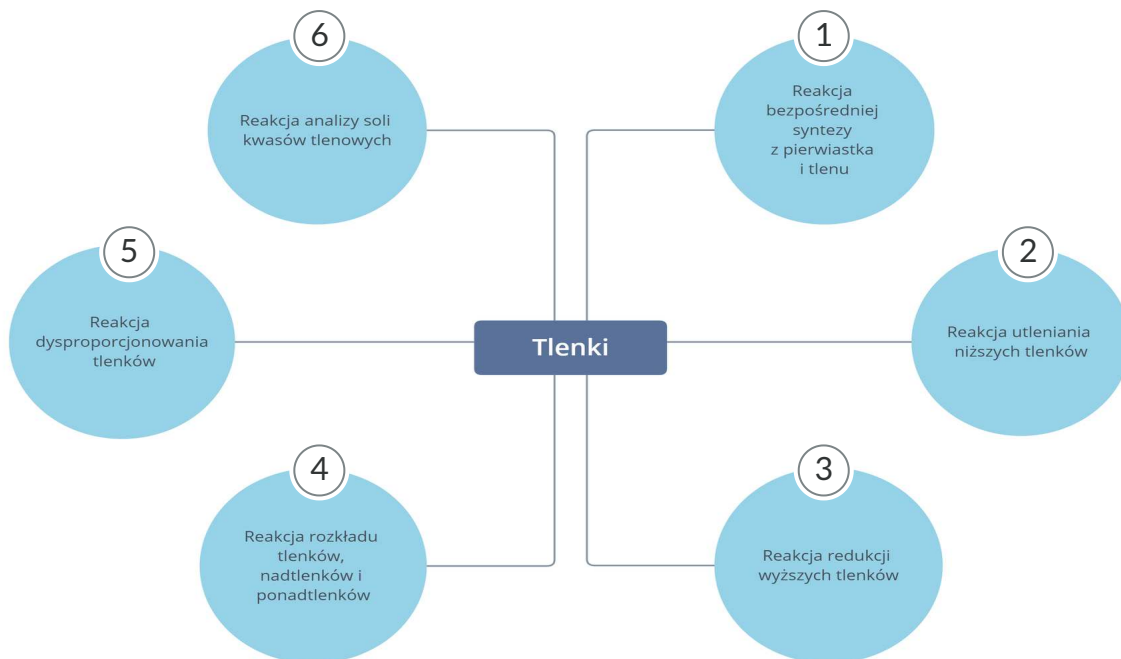 6
Reakcja analizy soli
kwasów tlenowych
1
Reakcja
bezpośredniej
syntezy
z pierwiastka
i tlenu
5
Reakcja
dysproporcjonowania
tlenków
Tlenki
2
Reakcja utleniania
niższych tlenków
4
Reakcja rozkładu
tlenków,
nadtlenków i
ponadtlenków
3
Reakcja redukcji
wyższych tlenków